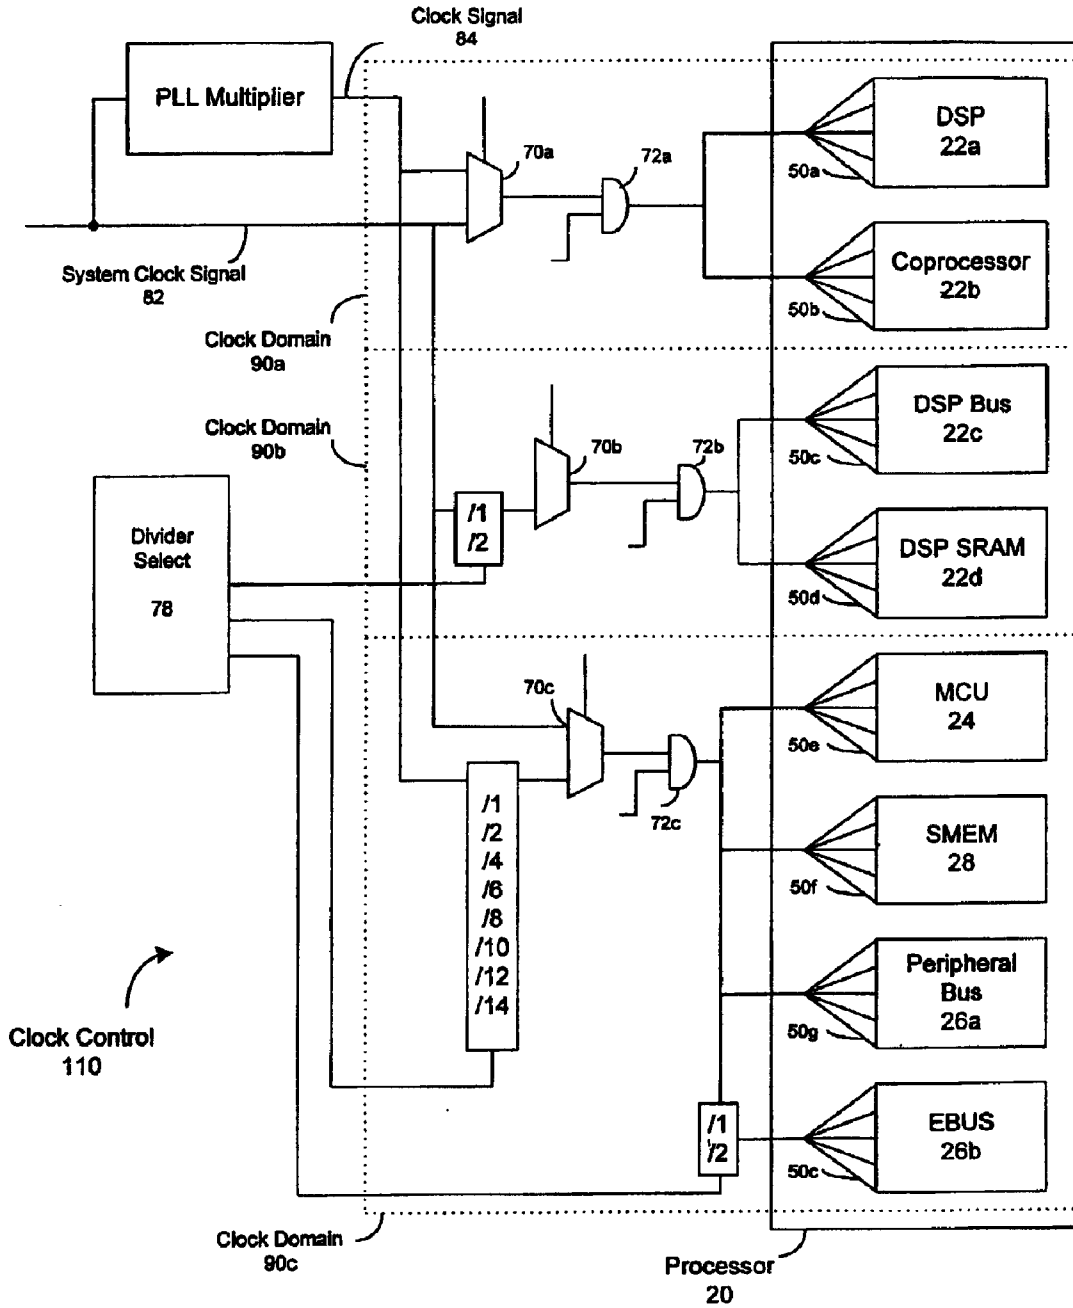 Clock Signal
84
PLL Multiplier
70a
72a
DSP
22a
50a
System Clock Signal
82
Coprocessor
22b
50b
Clock Domain
90a
Clock Domain
90b
70b
72b
DSP Bus
22c
50c
Divider
Select
78
/1
/2
DSP SRAM
22d
50d
70c
72c
MCU
24
50e
/1
/2
/4
/6
/8
/10
/12
/14
SMEM
28
50f
Clock Control
110
Peripheral
Bus
26a
50g
/1
/2
EBUS
26b
50c
Clock Domain
90c
Processor
20